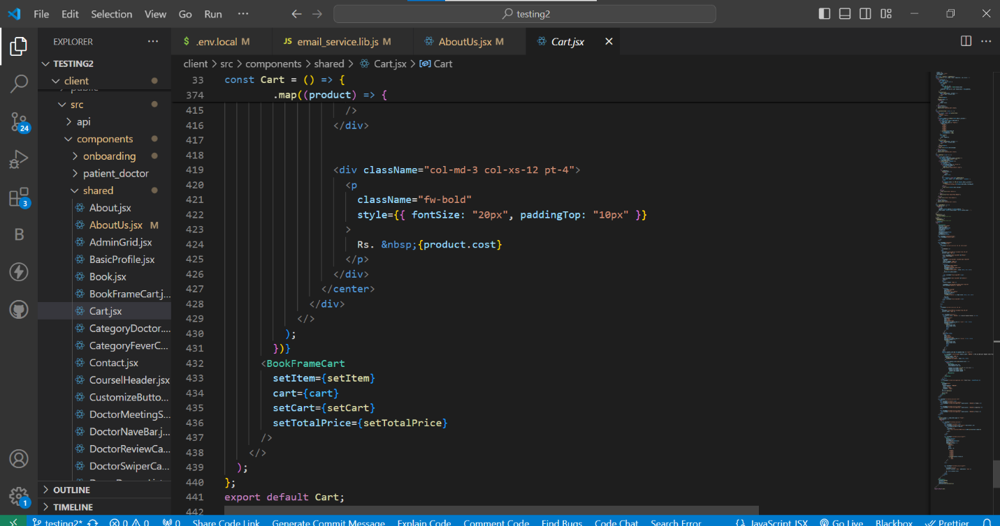 File Edit Selection View Go Run ··· testing2
EXPLORER ···
TESTING2
client
public
src
api
components
onboarding
patient_doctor
shared
About.jsx
AboutUs.jsx M
AdminGrid.jsx
BasicProfile.jsx
Book.jsx
BookFrameCart.j...
Cart.jsx
CategoryDoctor....
CategoryFeverC...
Contact.jsx
CourselHeader.jsx
CustomizeButto...
DoctorMeetingS...
DoctorNaveBar.j...
DoctorReviewCa...
DoctorSwiperCa...
OUTLINE
TIMELINE
24
3
B
1
$ .env.local M JS email_service.lib.js M AboutUs.jsx M Cart.jsx
client > src > components > shared > Cart.jsx > Cart
33 const Cart = () => {
374 .map((product) => {
415 />
416 </div>
417
418
419 <div className="col-md-3 col-xs-12 pt-4">
420 <p
421 className="fw-bold"
422 style={{ fontSize: "20px", paddingTop: "10px" }}
423 >
424 Rs. &nbsp;{product.cost}
425 </p>
426 </div>
427 </center>
428 </div>
429 </>
430 );
431 })}
432 <BookFrameCart
433 setItem={setItem}
434 cart={cart}
435 setCart={setCart}
436 setTotalPrice={setTotalPrice}
437 />
438 </>
439 );
440 };
441 export default Cart;
442
testing2* 0 0 0 Share Code Link Generate Commit Message Explain Code Comment Code Find Bugs Code Chat Search Error {} JavaScript JSX Go Live Blackbox Prettier